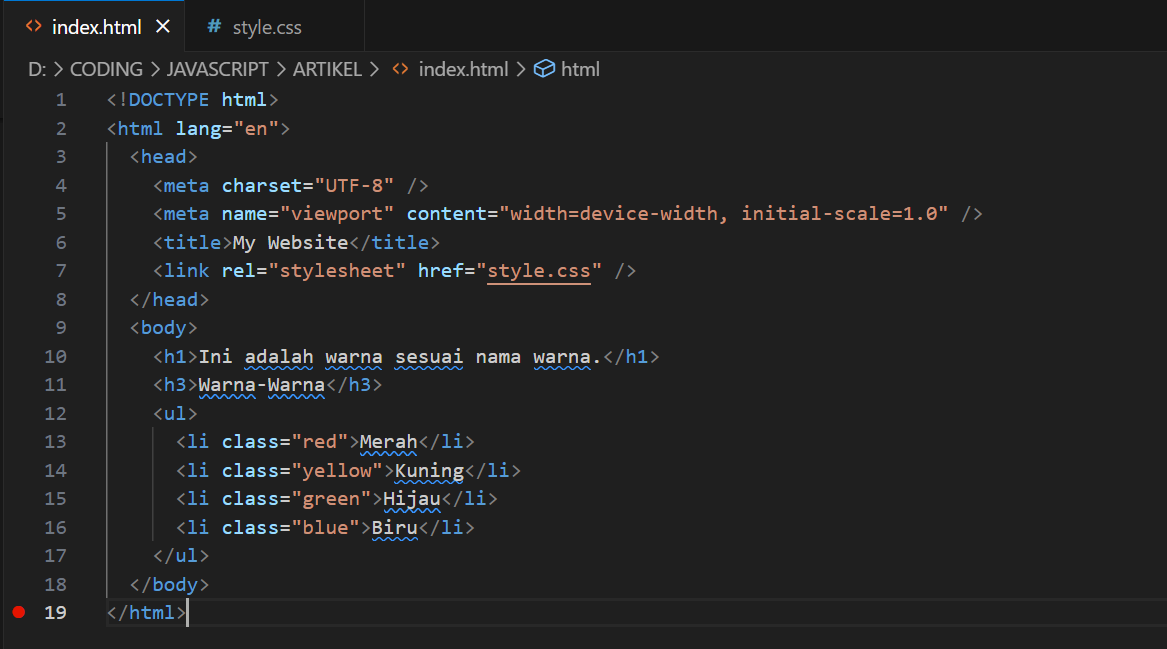 index.html
style.css
D: > CODING > JAVASCRIPT > ARTIKEL > index.html > html
1 <!DOCTYPE html>
2 <html lang="en">
3 <head>
4 <meta charset="UTF-8" />
5 <meta name="viewport" content="width=device-width, initial-scale=1.0" />
6 <title>My Website</title>
7 <link rel="stylesheet" href="style.css" />
8 </head>
9 <body>
10 <h1>Ini adalah warna sesuai nama warna.</h1>
11 <h3>Warna-Warna</h3>
12 <ul>
13 <li class="red">Merah</li>
14 <li class="yellow">Kuning</li>
15 <li class="green">Hijau</li>
16 <li class="blue">Biru</li>
17 </ul>
18 </body>
19 </html>